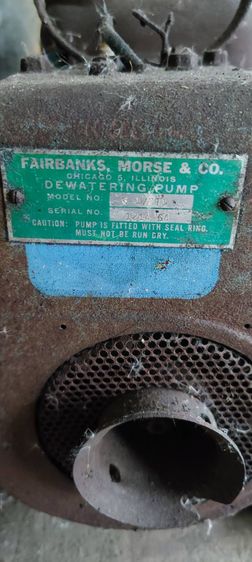 FAIRBANKS, MORSE & CO.
CHICAGO 5, ILLINOIS
DEWATERING PUMP
MODEL NO.
SERIAL NO.
CAUTION: PUMP IS FITTED WITH SEAL RING.
MUST NOT BE RUN DRY.